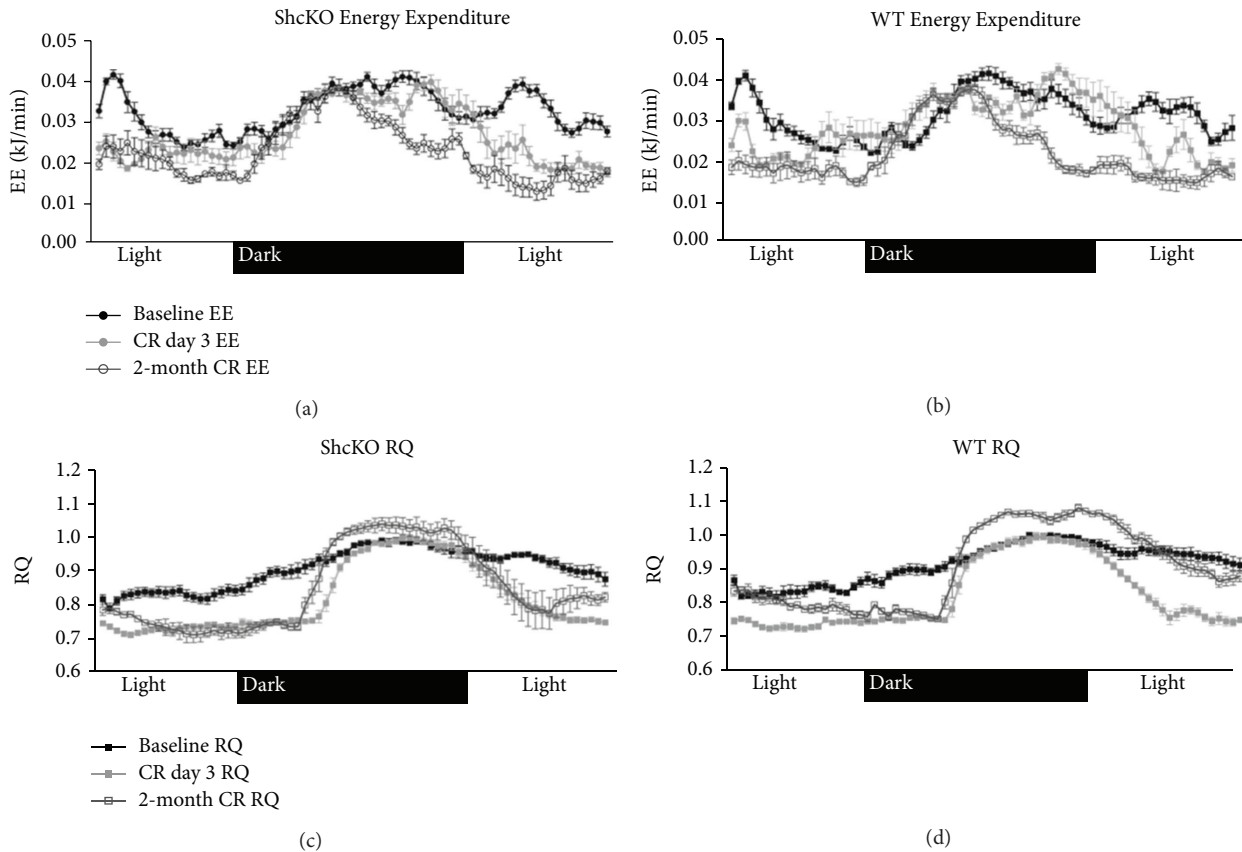 ShcKO Energy Expenditure
0.05
0.04
0.03
0.02
0.01
0.00
EE (kJ/min)
Light
Dark
Light
Baseline EE
CR day 3 EE
2-month CR EE
(a)
WT Energy Expenditure
0.05
0.04
0.03
0.02
0.01
0.00
EE (kJ/min)
Light
Dark
Light
(b)
ShcKO RQ
1.2
1.1
1.0
0.9
0.8
0.7
0.6
RQ
Light
Dark
Light
Baseline RQ
CR day 3 RQ
2-month CR RQ
(c)
WT RQ
1.2
1.1
1.0
0.9
0.8
0.7
0.6
RQ
Light
Dark
Light
(d)